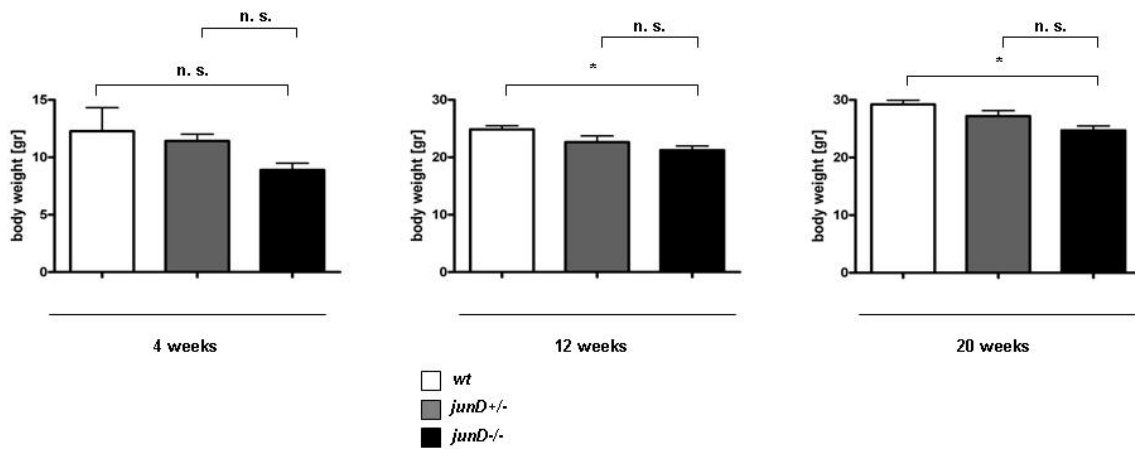 n. s.
n. s.
15
10
5
0
body weight [gr]
4 weeks
n. s.
*
30
20
10
0
body weight [gr]
12 weeks
n. s.
*
30
20
10
0
body weight [gr]
20 weeks
wt
junD+/-
junD-/-